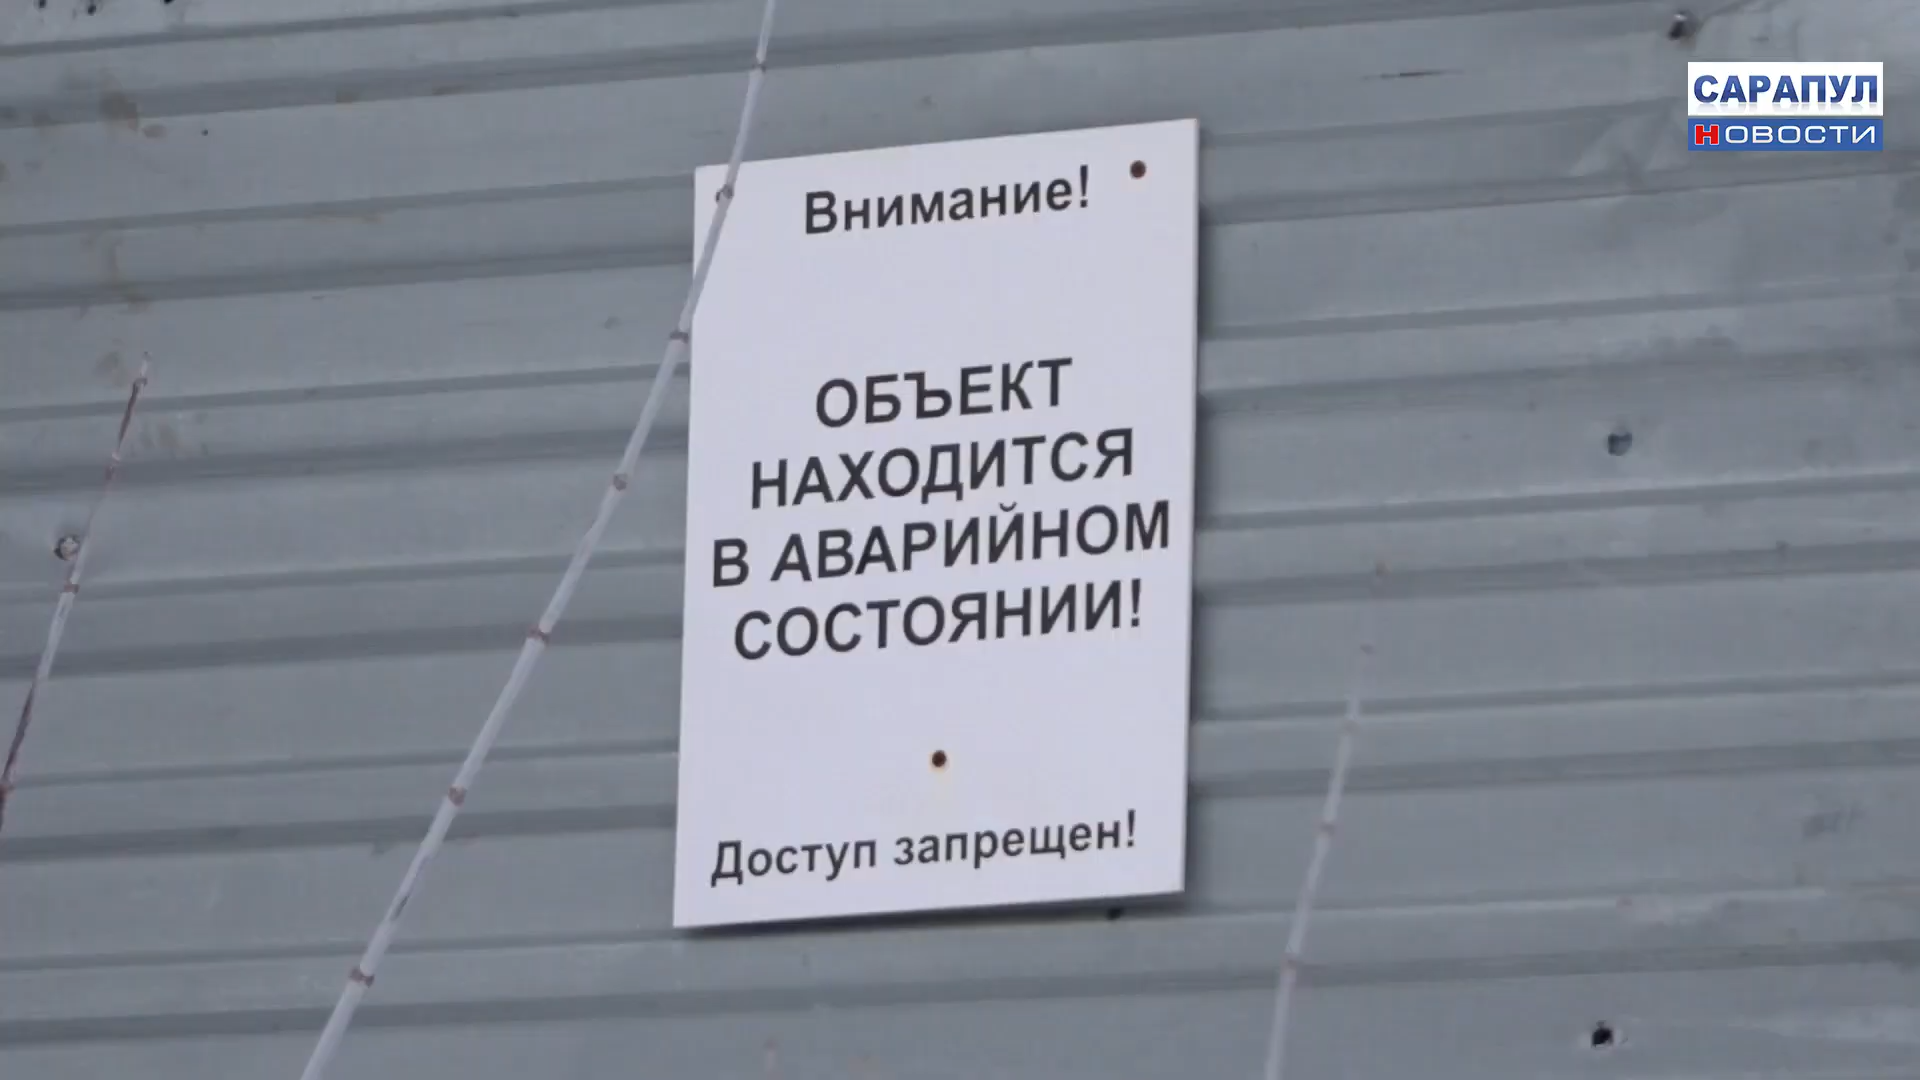 САРАПУЛ
НОВОСТИ
Внимание!
ОБЪЕКТ
НАХОДИТСЯ
В АВАРИЙНОМ
СОСТОЯНИИ!
Доступ запрещен!